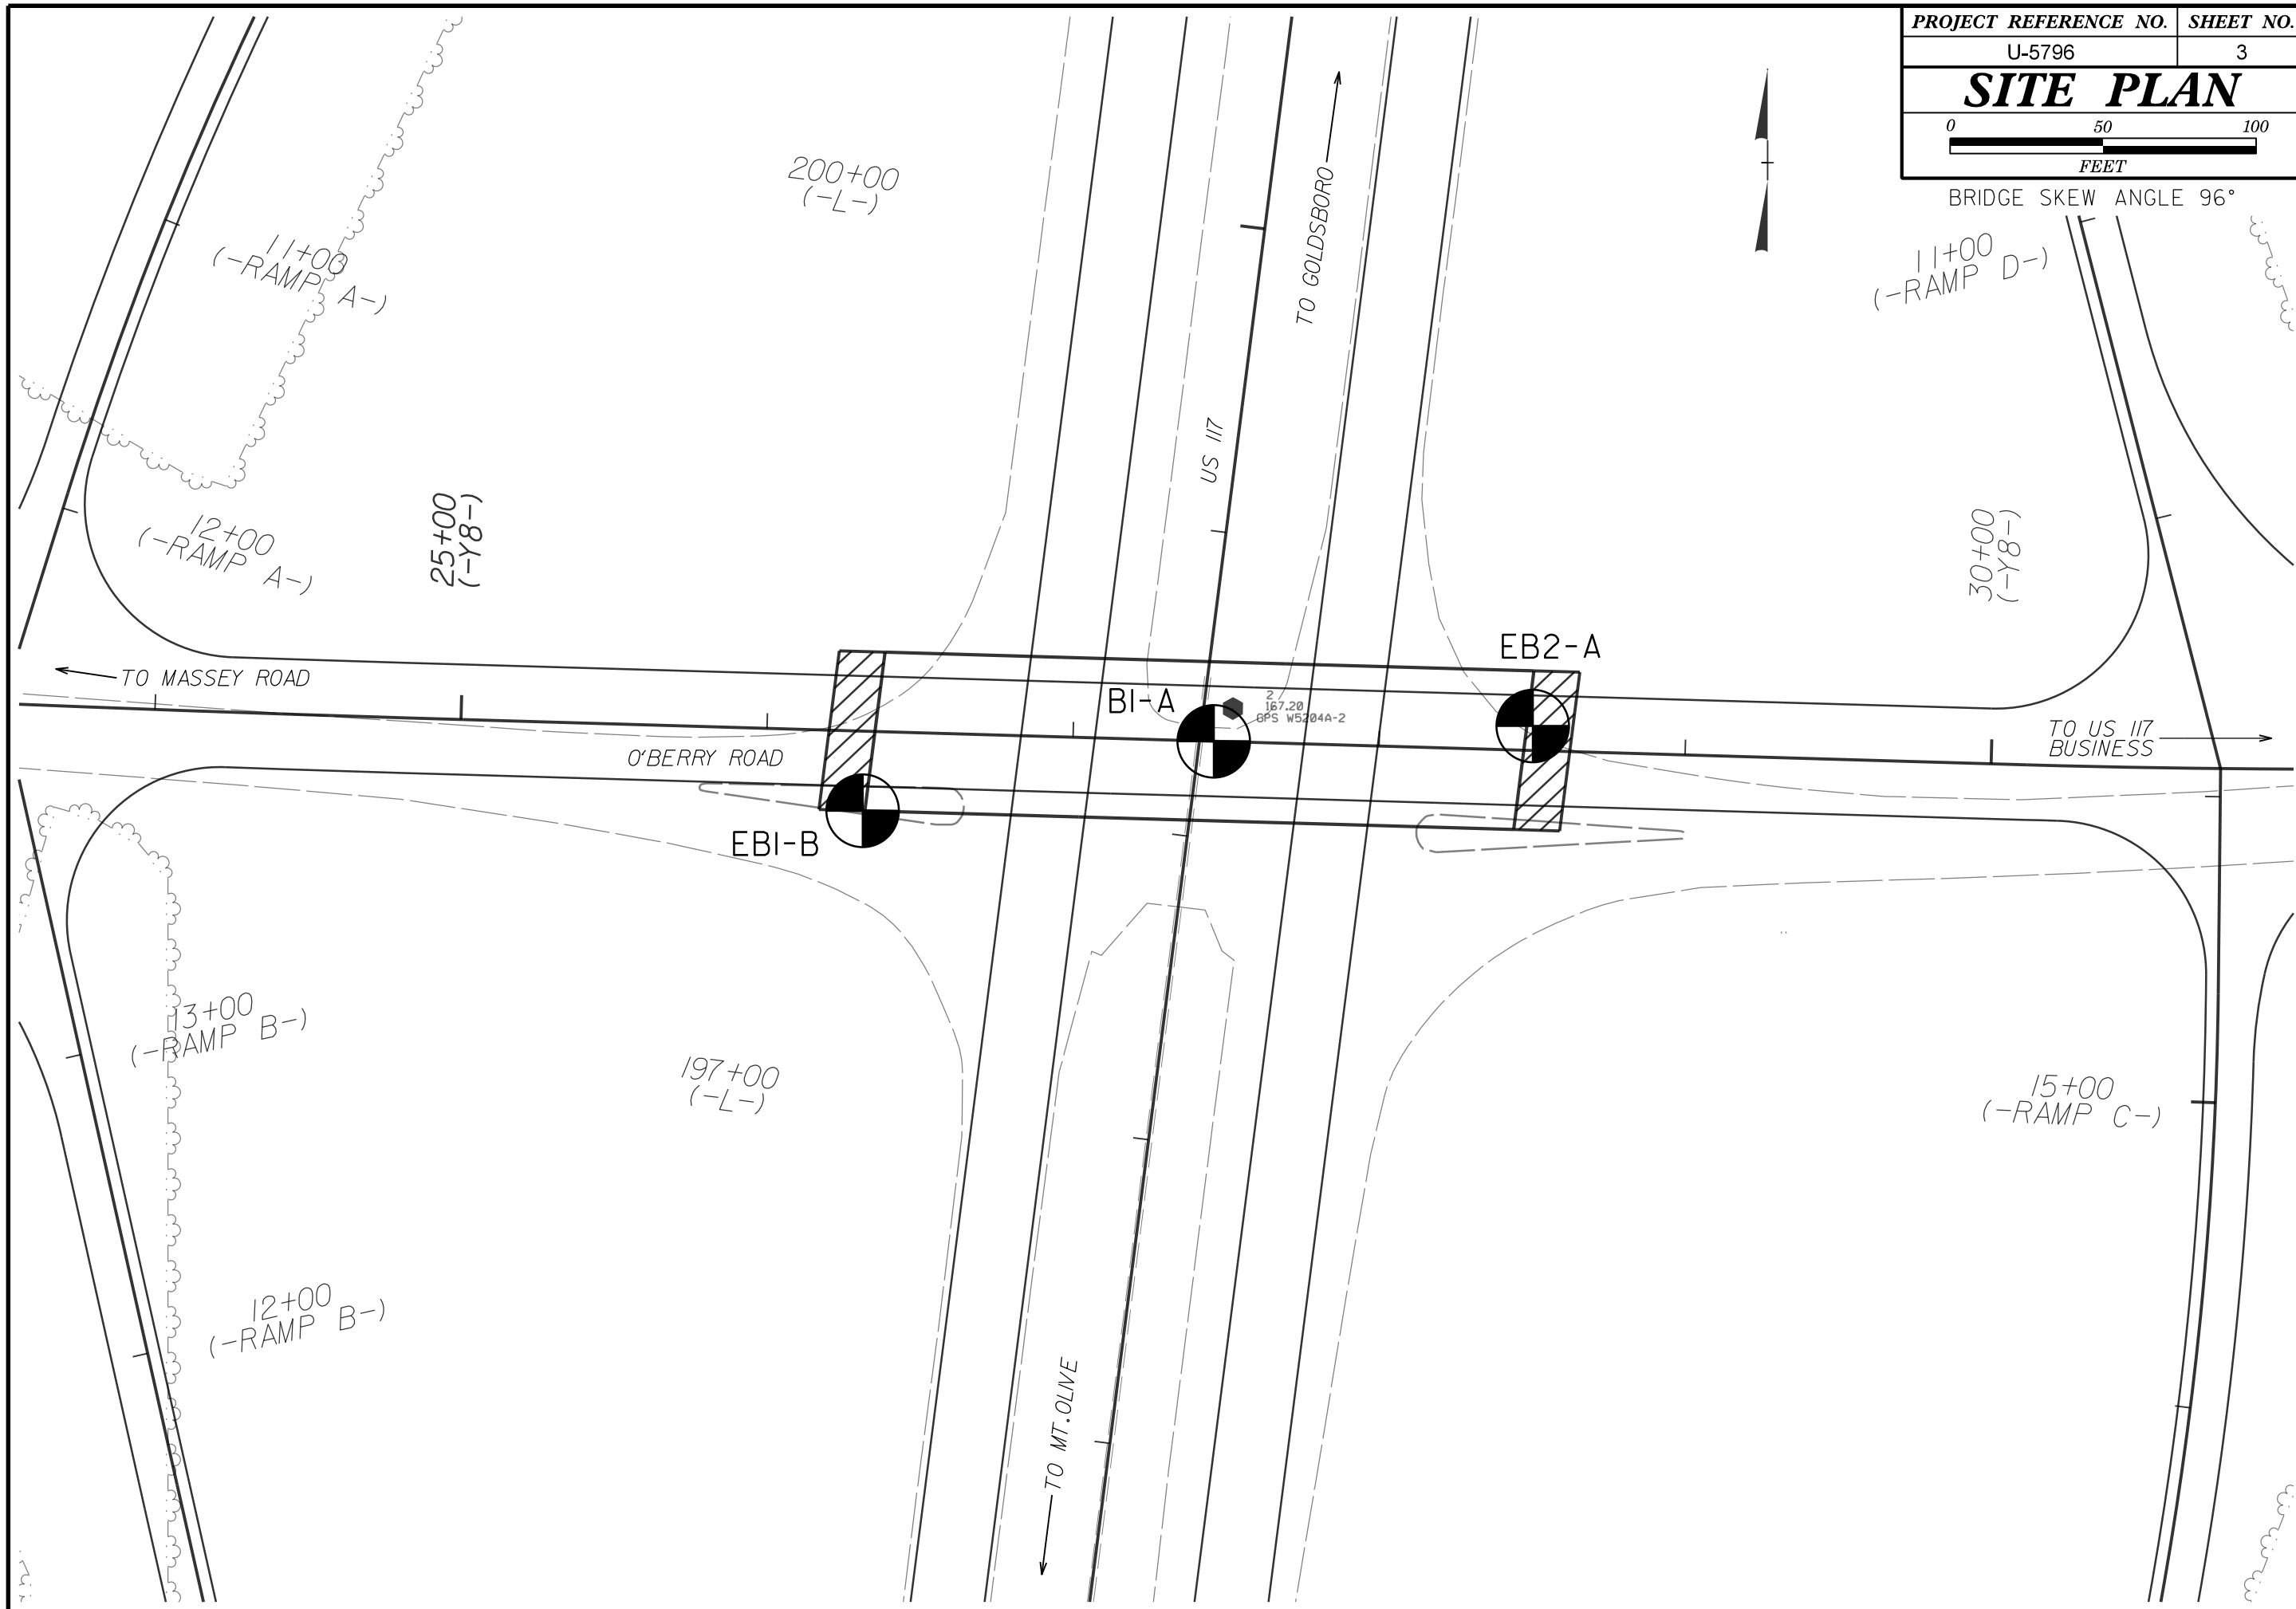 PROJECT REFERENCE NO. SHEET NO.
U-5796 3
SITE PLAN
0 50 100
FEET
BRIDGE SKEW ANGLE 96°
200+00
(-L-)
TO GOLDSBORO
11+00
(-RAMP A-)
11+00
(-RAMP D-)
US 117
12+00
(-RAMP A-)
25+00
(-Y8-)
30+00
(-Y8-)
EB2-A
TO MASSEY ROAD
B1-A
2
167.20
GPS W5204A-2
O'BERRY ROAD
TO US 117
BUSINESS
EB1-B
13+00
(-RAMP B-)
197+00
(-L-)
15+00
(-RAMP C-)
12+00
(-RAMP B-)
TO MT. OLIVE